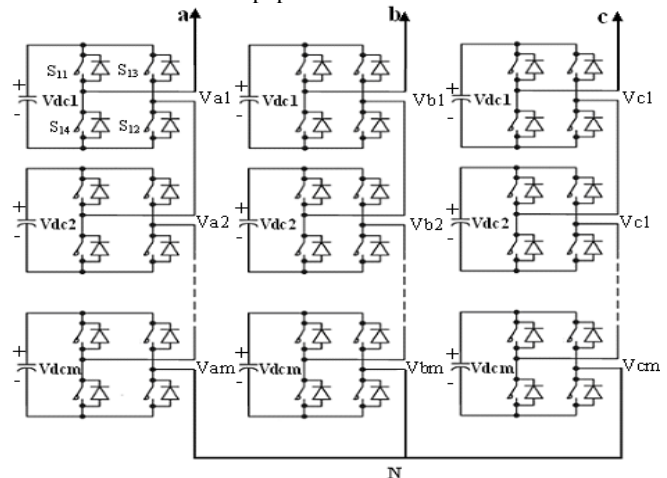 a b c
S11 S13
+ Vdc1 Va1 + Vdc1 Vb1 + Vdc1 Vc1
- S14 S12 - -
+ Vdc2 Va2 + Vdc2 Vb2 + Vdc2 Vc1
- - -
+ Vdcm Vam + Vdcm Vbm + Vdcm Vcm
- - -
N